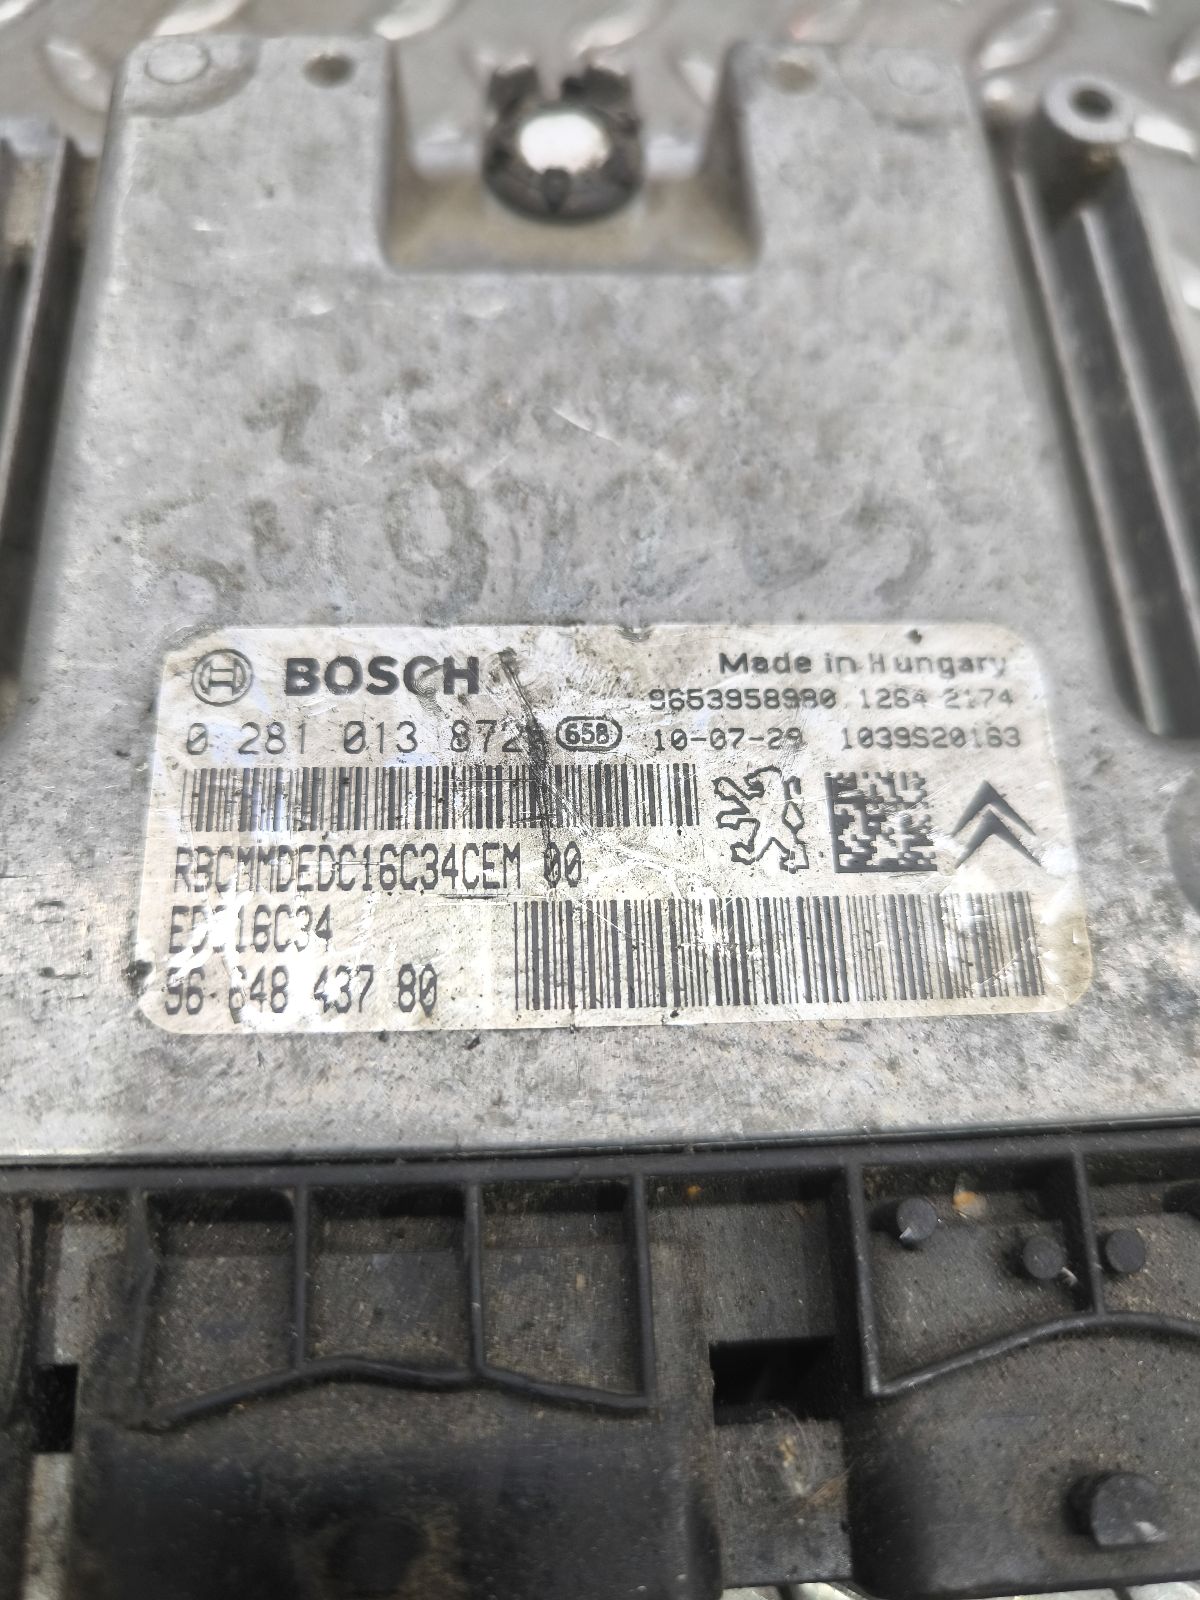 BOSCH
Made in Hungary
9653958980 1264 2174
0 281 013 872 658 10-07-29 1039S20163
RBCMMDEDC16C34CEM 00
EDC16C34
96 648 437 80